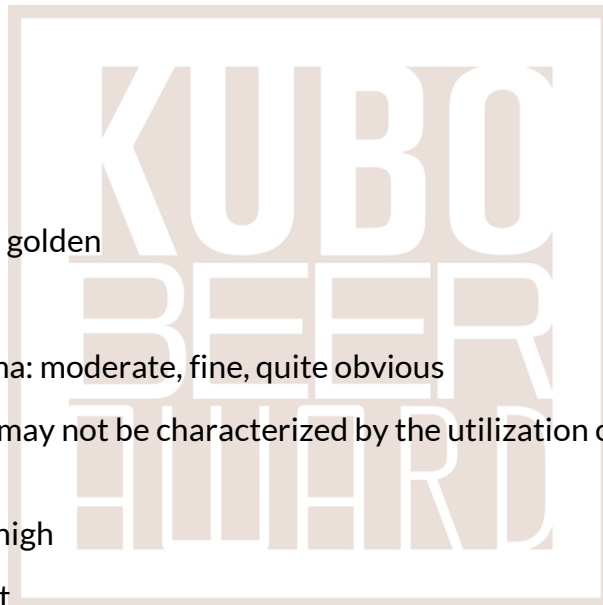 KUBO
golden
BEER
na: moderate, fine, quite obvious
may not be characterized by the utilization o
AWARD
high
t